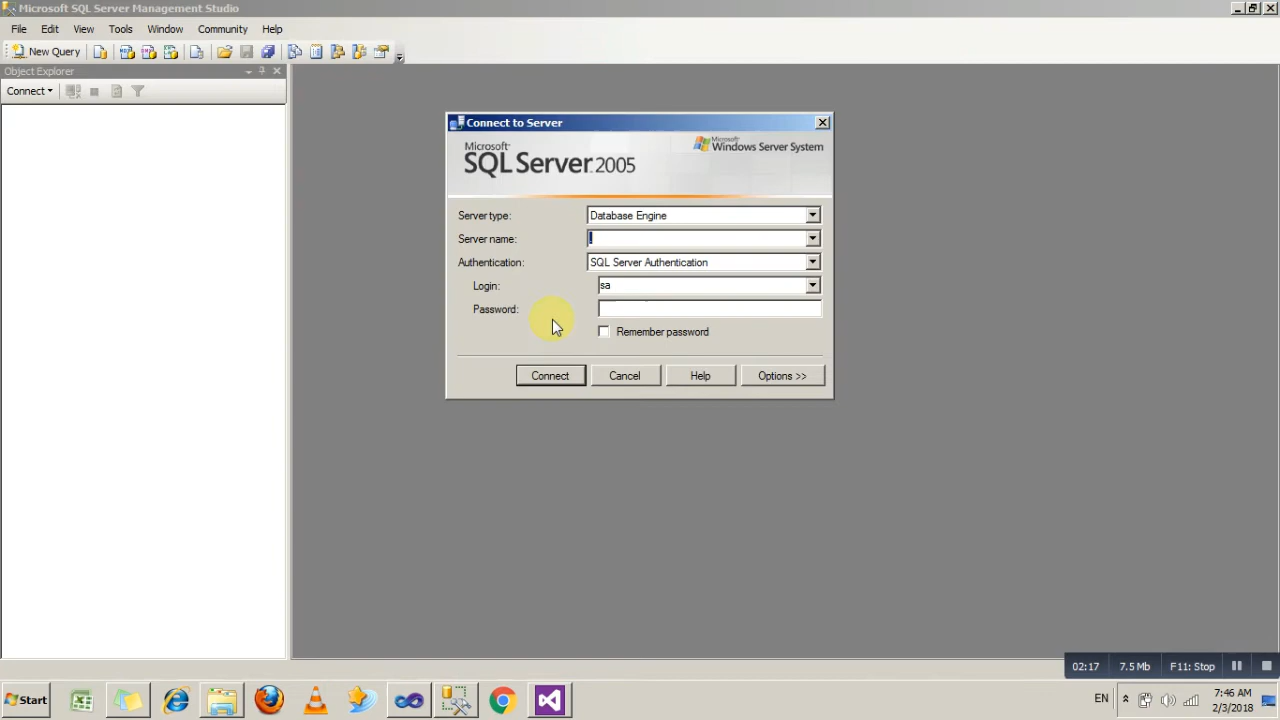 Microsoft SQL Server Management Studio
File Edit View Tools Window Community Help
New Query
Object Explorer
Connect
Connect to Server
Microsoft
SQL Server 2005
Microsoft
Windows Server System
Server type: Database Engine
Server name: .
Authentication: SQL Server Authentication
Login: sa
Password:
Remember password
Connect Cancel Help Options >>
02:17 7.5 Mb F11: Stop
Start
EN
7:46 AM
2/3/2018